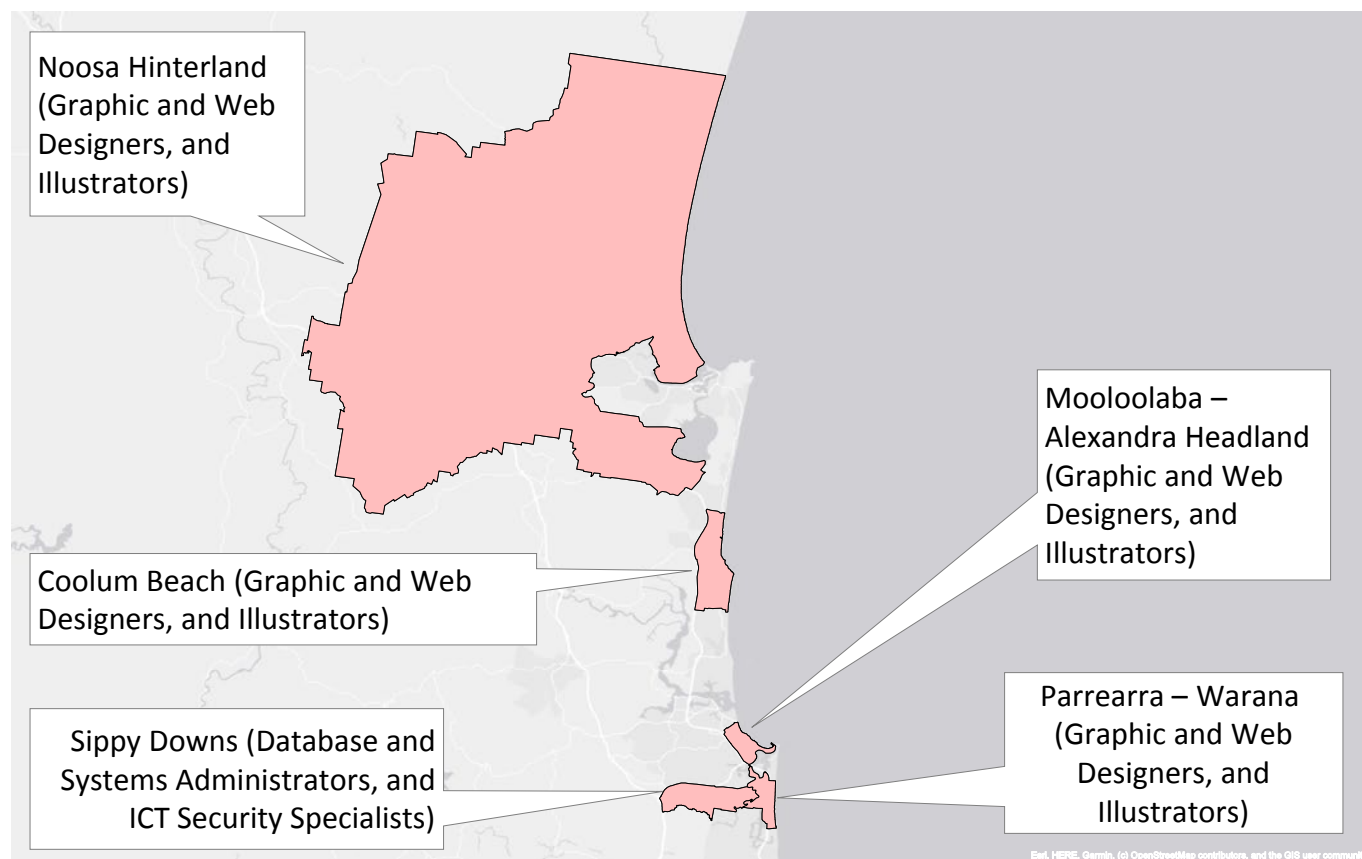 Noosa Hinterland
(Graphic and Web
Designers, and
Illustrators)
Mooloolaba –
Alexandra Headland
(Graphic and Web
Designers, and
Illustrators)
Coolum Beach (Graphic and Web
Designers, and Illustrators)
Parrearra – Warana
(Graphic and Web
Designers, and
Illustrators)
Sippy Downs (Database and
Systems Administrators, and
ICT Security Specialists)
Esri, HERE, Garmin, (c) OpenStreetMap contributors, and the GIS user communi